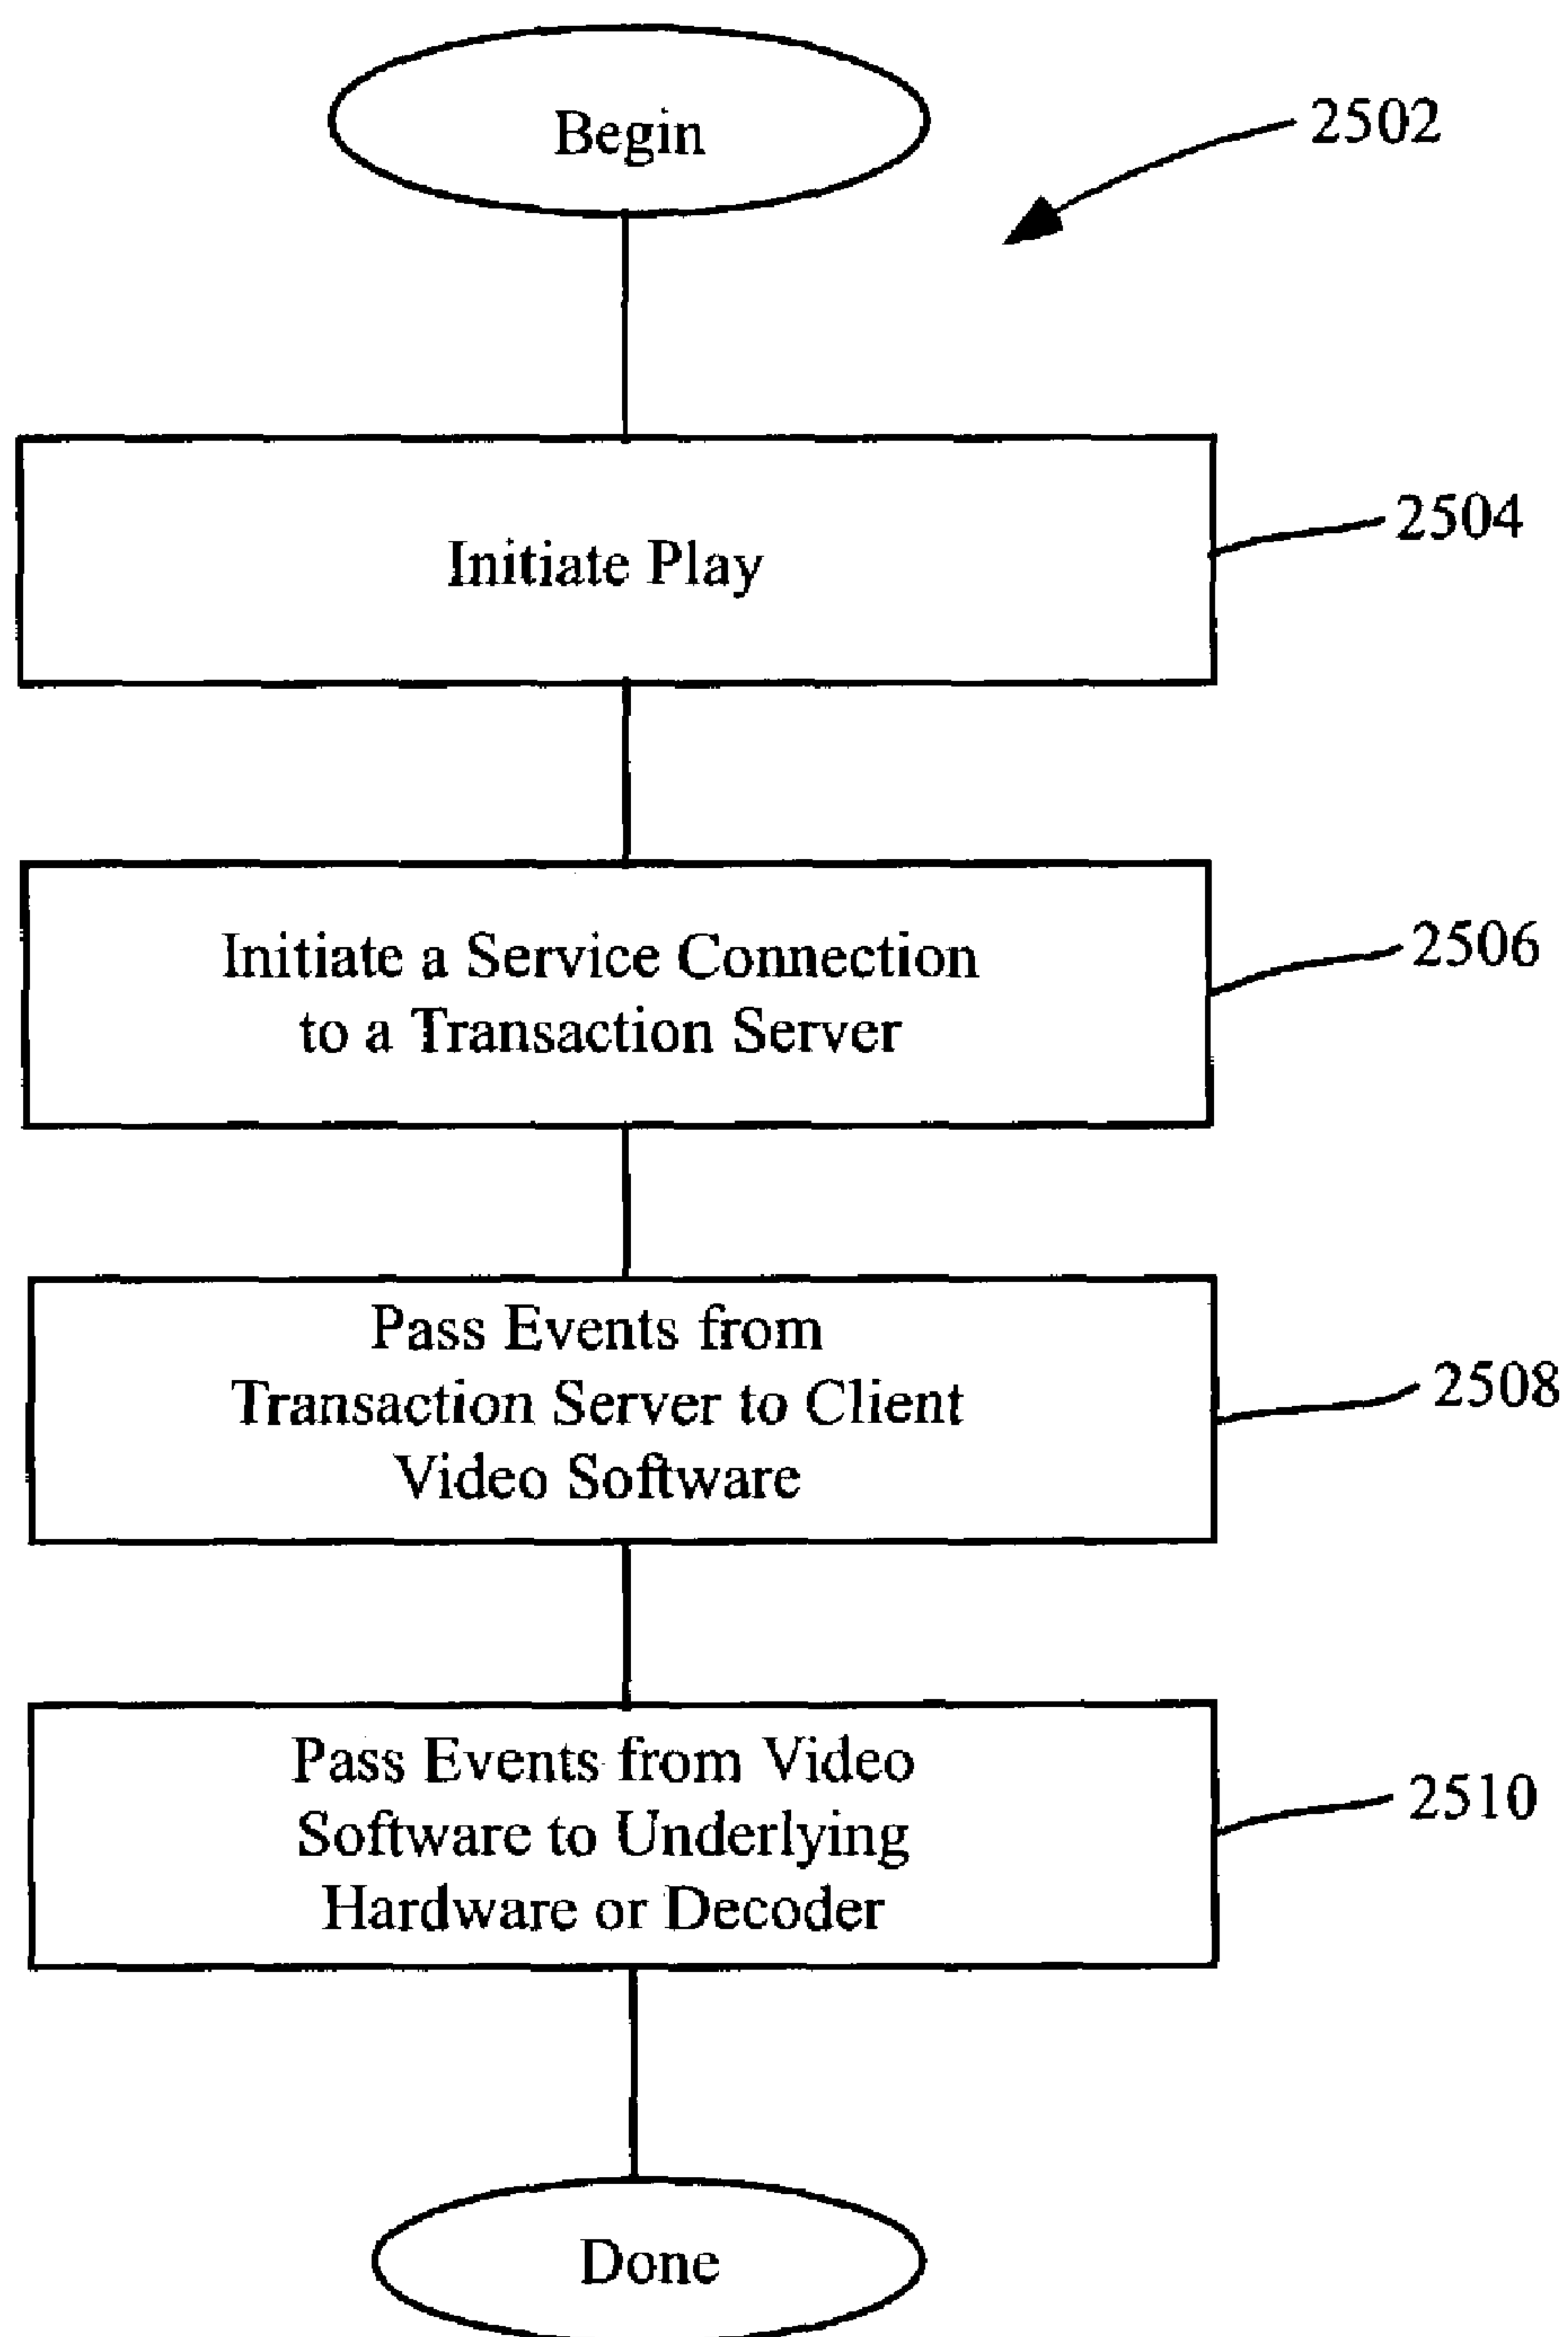 Begin
2502
Initiate Play
2504
Initiate a Service Connection
to a Transaction Server
2506
Pass Events from
Transaction Server to Client
Video Software
2508
Pass Events from Video
Software to Underlying
Hardware or Decoder
2510
Done